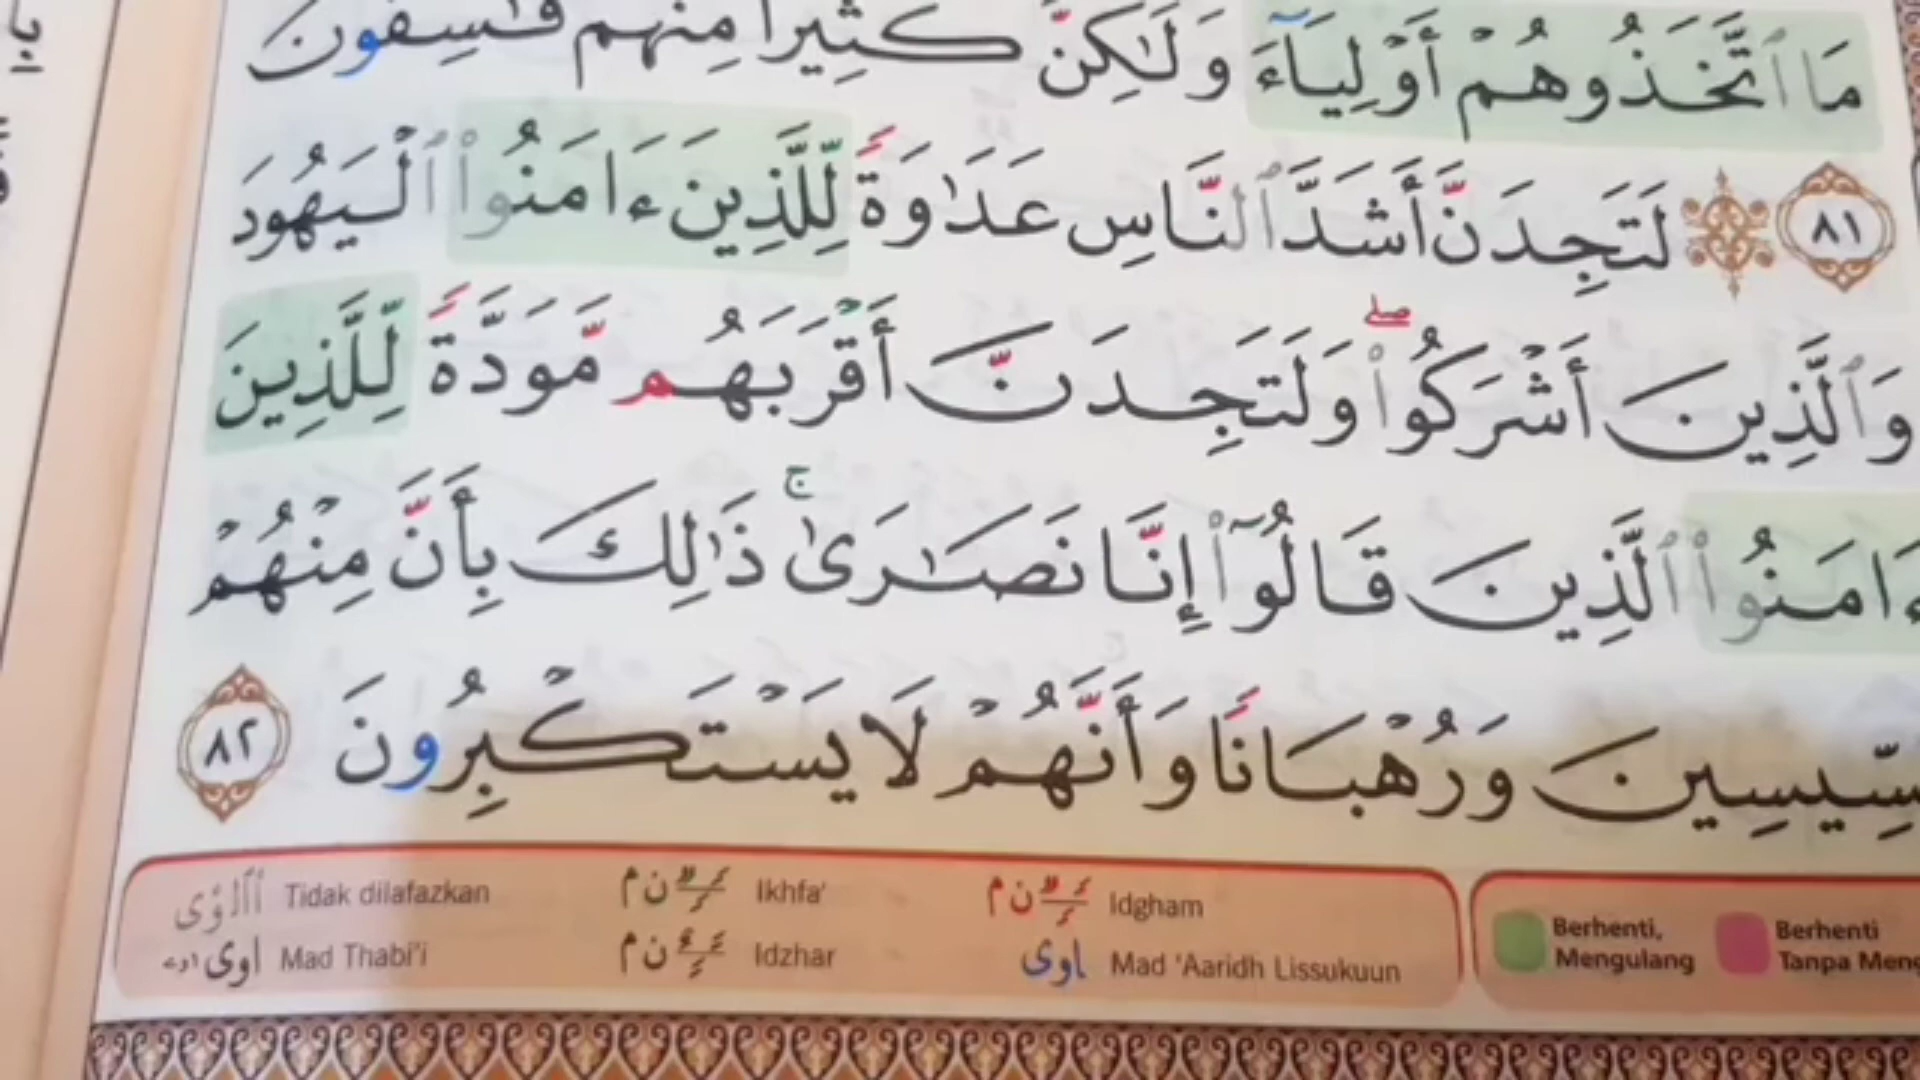 مَا ٱتَّخَذُوهُمْ أَوْلِيَآءَ وَلَٰكِنَّ كَثِيرًا مِنْهُمْ فَٰسِقُونَ
٨١ لَتَجِدَنَّ أَشَدَّ ٱلنَّاسِ عَدَٰوَةً لِّلَّذِينَ ءَامَنُوا۟ ٱلْيَهُودَ
وَٱلَّذِينَ أَشْرَكُوا۟ ۖ وَلَتَجِدَنَّ أَقْرَبَهُم مَّوَدَّةً لِّلَّذِينَ
ءَامَنُوا۟ ٱلَّذِينَ قَالُوٓا۟ إِنَّا نَصَٰرَىٰ ۚ ذَٰلِكَ بِأَنَّ مِنْهُمْ
سِّيسِينَ وَرُهْبَانًا وَأَنَّهُمْ لَا يَسْتَكْبِرُونَ ٨٢
Tidak dilafazkan ن م Ikhfa' ن م Idgham
اوى Mad Thabi'i ن م Idzhar اوى Mad 'Aaridh Lissukuun
Berhenti, Mengulang
Berhenti Tanpa Meng